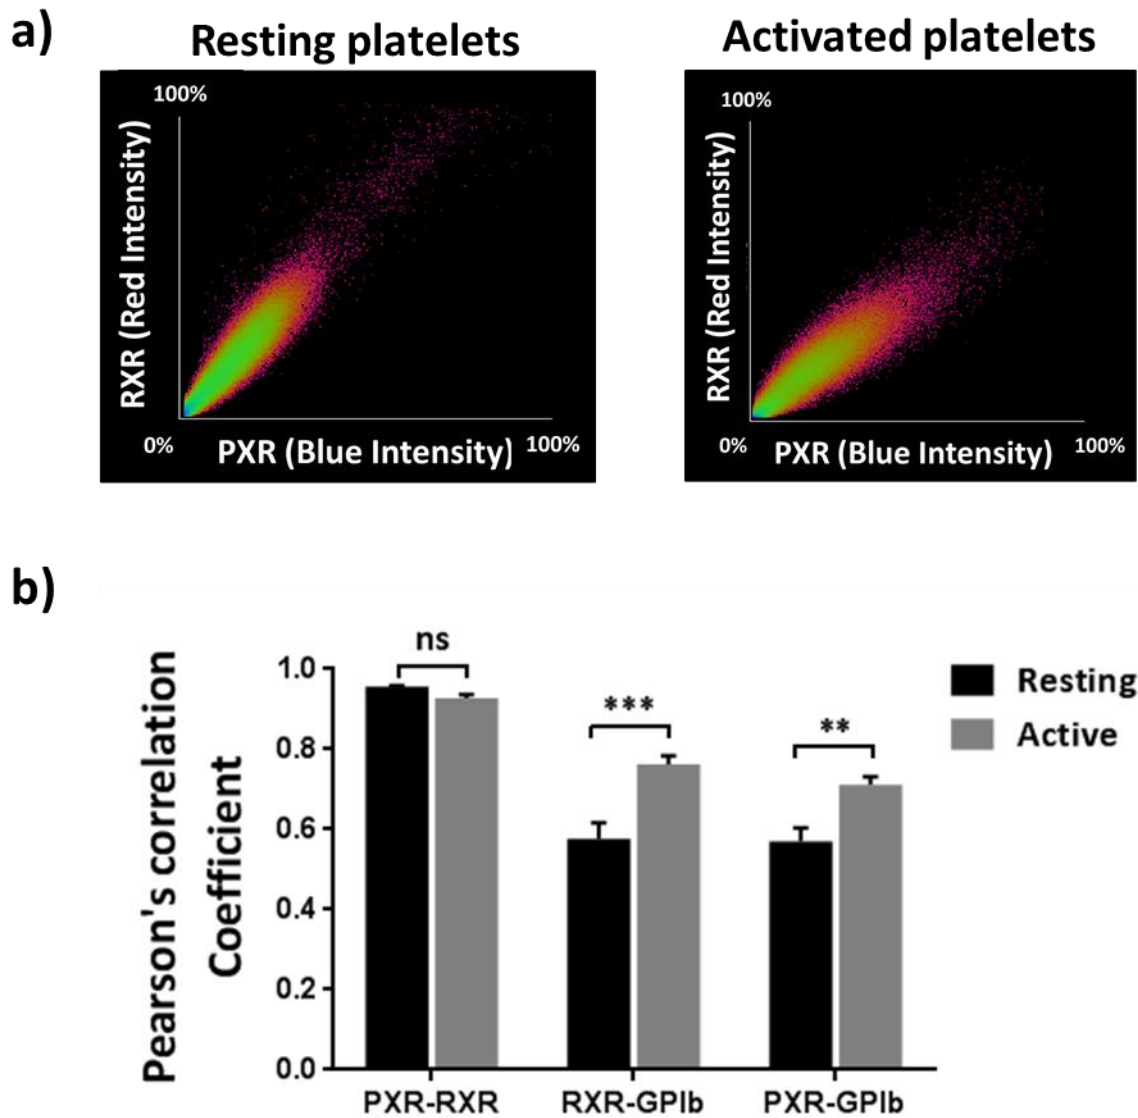 a)
Resting platelets
100%
RXR (Red Intensity)
0%
PXR (Blue Intensity)
100%
Activated platelets
100%
RXR (Red Intensity)
0%
PXR (Blue Intensity)
100%
b)
Pearson's correlation
Coefficient
1.0
0.8
0.6
0.4
0.2
0.0
ns
***
**
PXR-RXR
RXR-GPIb
PXR-GPIb
Resting
Active